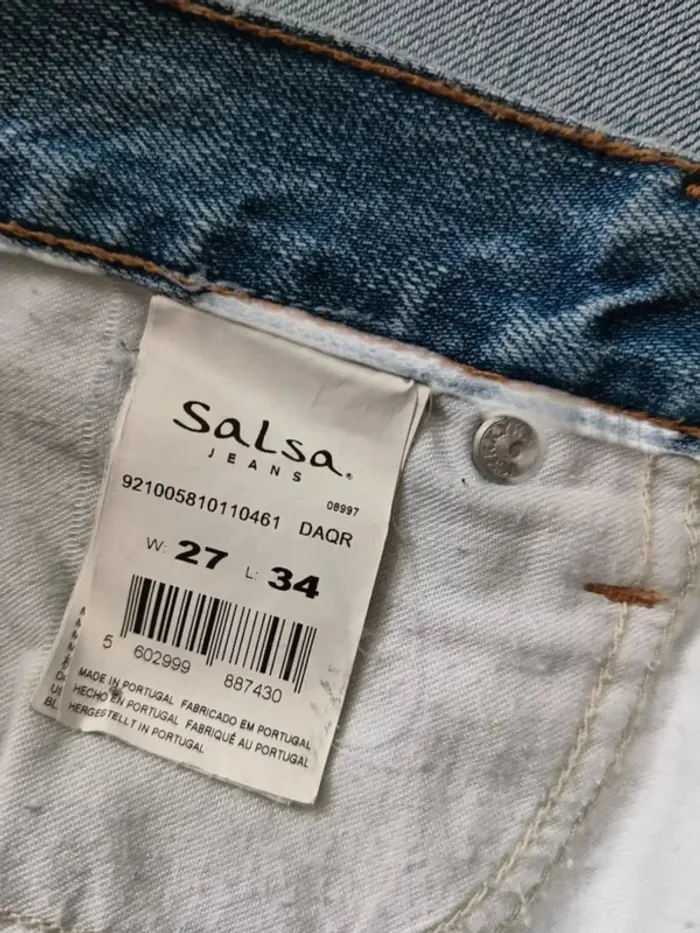 Salsa
JEANS
08997
921005810110461 DAQR
W: 27 L: 34
5 602999 887430
MADE IN PORTUGAL FABRICADO EM PORTUGAL
HECHO EN PORTUGAL FABRIQUÉ AU PORTUGAL
HERGESTELLT IN PORTUGAL